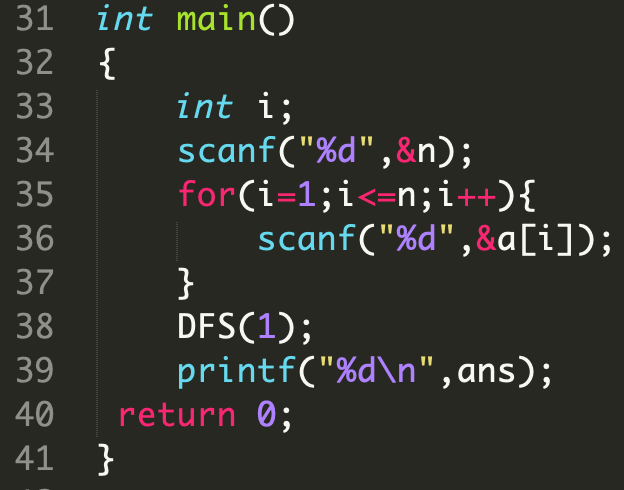 31 int main()
32 {
33 int i;
34 scanf("%d",&n);
35 for(i=1;i<=n;i++){
36 scanf("%d",&a[i]);
37 }
38 DFS(1);
39 printf("%d\n",ans);
40 return 0;
41 }